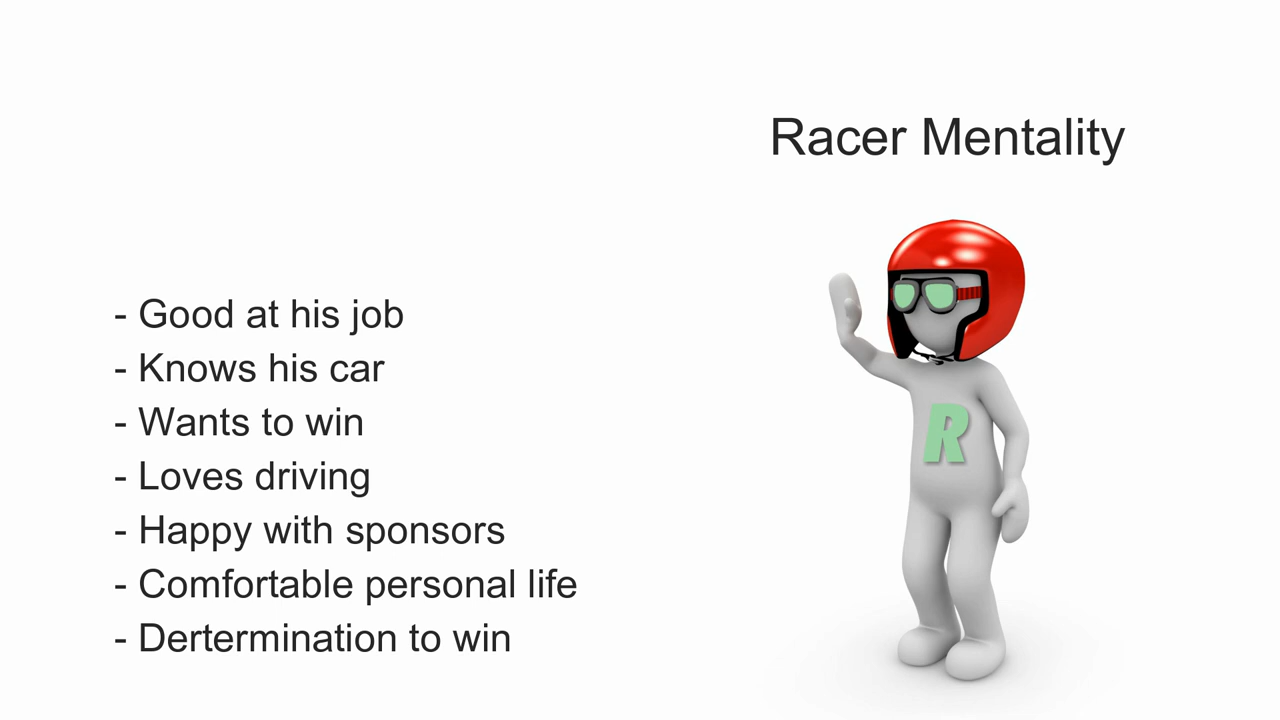 Racer Mentality
- Good at his job
- Knows his car
- Wants to win
- Loves driving
- Happy with sponsors
- Comfortable personal life
- Dertermination to win
R